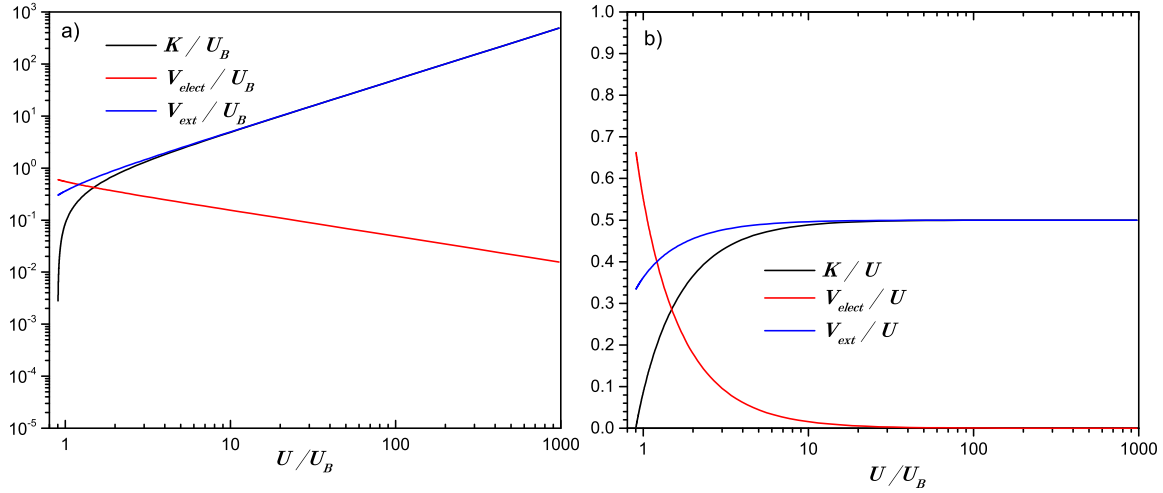 a)
K / U_B
V_elect / U_B
V_ext / U_B
10^3
10^2
10^1
10^0
10^-1
10^-2
10^-3
10^-4
10^-5
1 10 100 1000
U / U_B
b)
K / U
V_elect / U
V_ext / U
1.0
0.9
0.8
0.7
0.6
0.5
0.4
0.3
0.2
0.1
0.0
1 10 100 1000
U / U_B